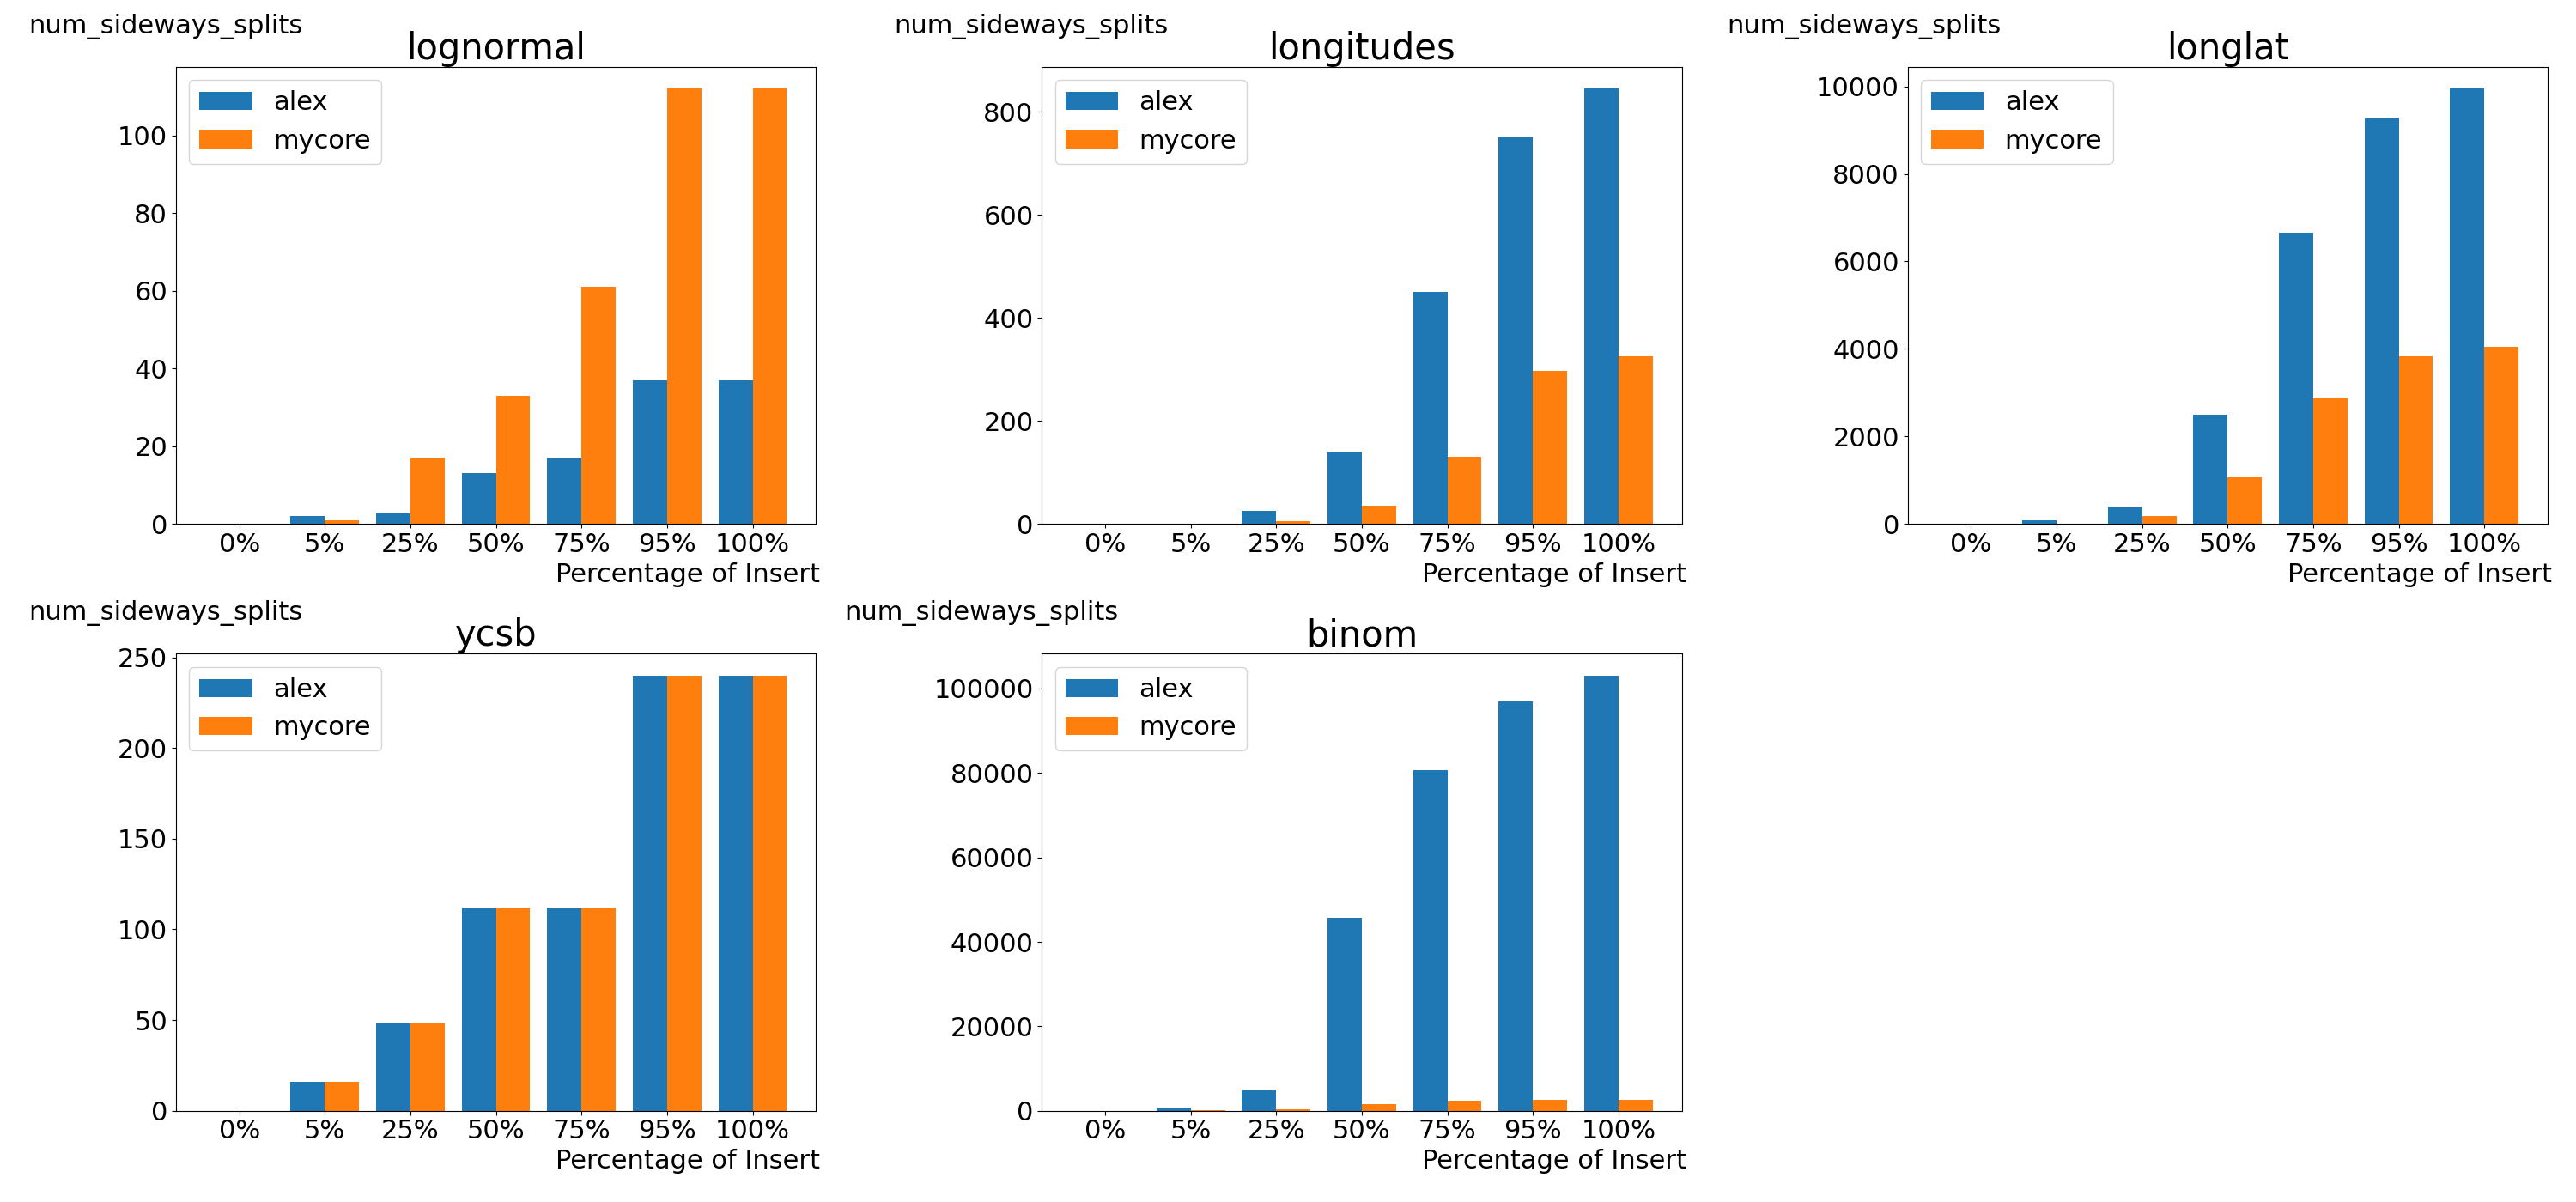 num_sideways_splits
lognormal
alex
mycore
100
80
60
40
20
0
0% 5% 25% 50% 75% 95% 100%
Percentage of Insert
num_sideways_splits
longitudes
alex
mycore
800
600
400
200
0
0% 5% 25% 50% 75% 95% 100%
Percentage of Insert
num_sideways_splits
longlat
alex
mycore
10000
8000
6000
4000
2000
0
0% 5% 25% 50% 75% 95% 100%
Percentage of Insert
num_sideways_splits
ycsb
alex
mycore
250
200
150
100
50
0
0% 5% 25% 50% 75% 95% 100%
Percentage of Insert
num_sideways_splits
binom
alex
mycore
100000
80000
60000
40000
20000
0
0% 5% 25% 50% 75% 95% 100%
Percentage of Insert